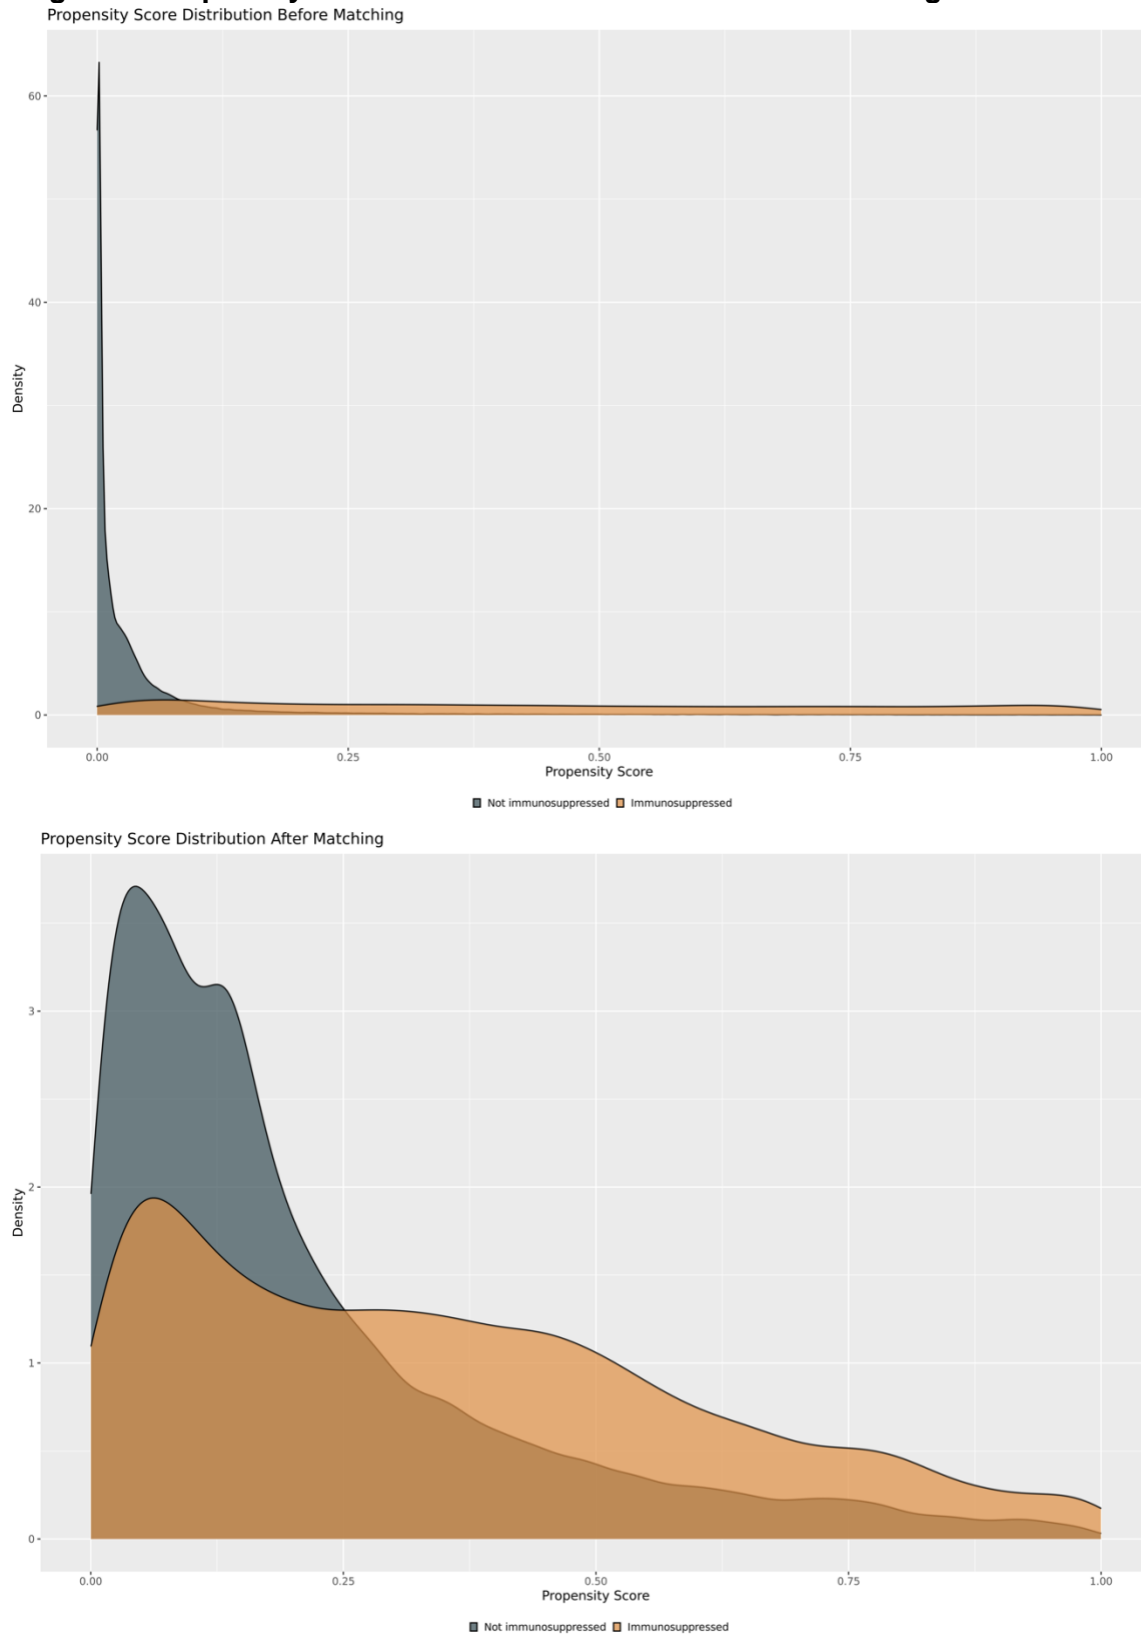 Propensity Score Distribution Before Matching
60
40
20
0
Density
0.00 0.25 0.50 0.75 1.00
Propensity Score
Not immunosuppressed Immunosuppressed
Propensity Score Distribution After Matching
3
2
1
0
Density
0.00 0.25 0.50 0.75 1.00
Propensity Score
Not immunosuppressed Immunosuppressed